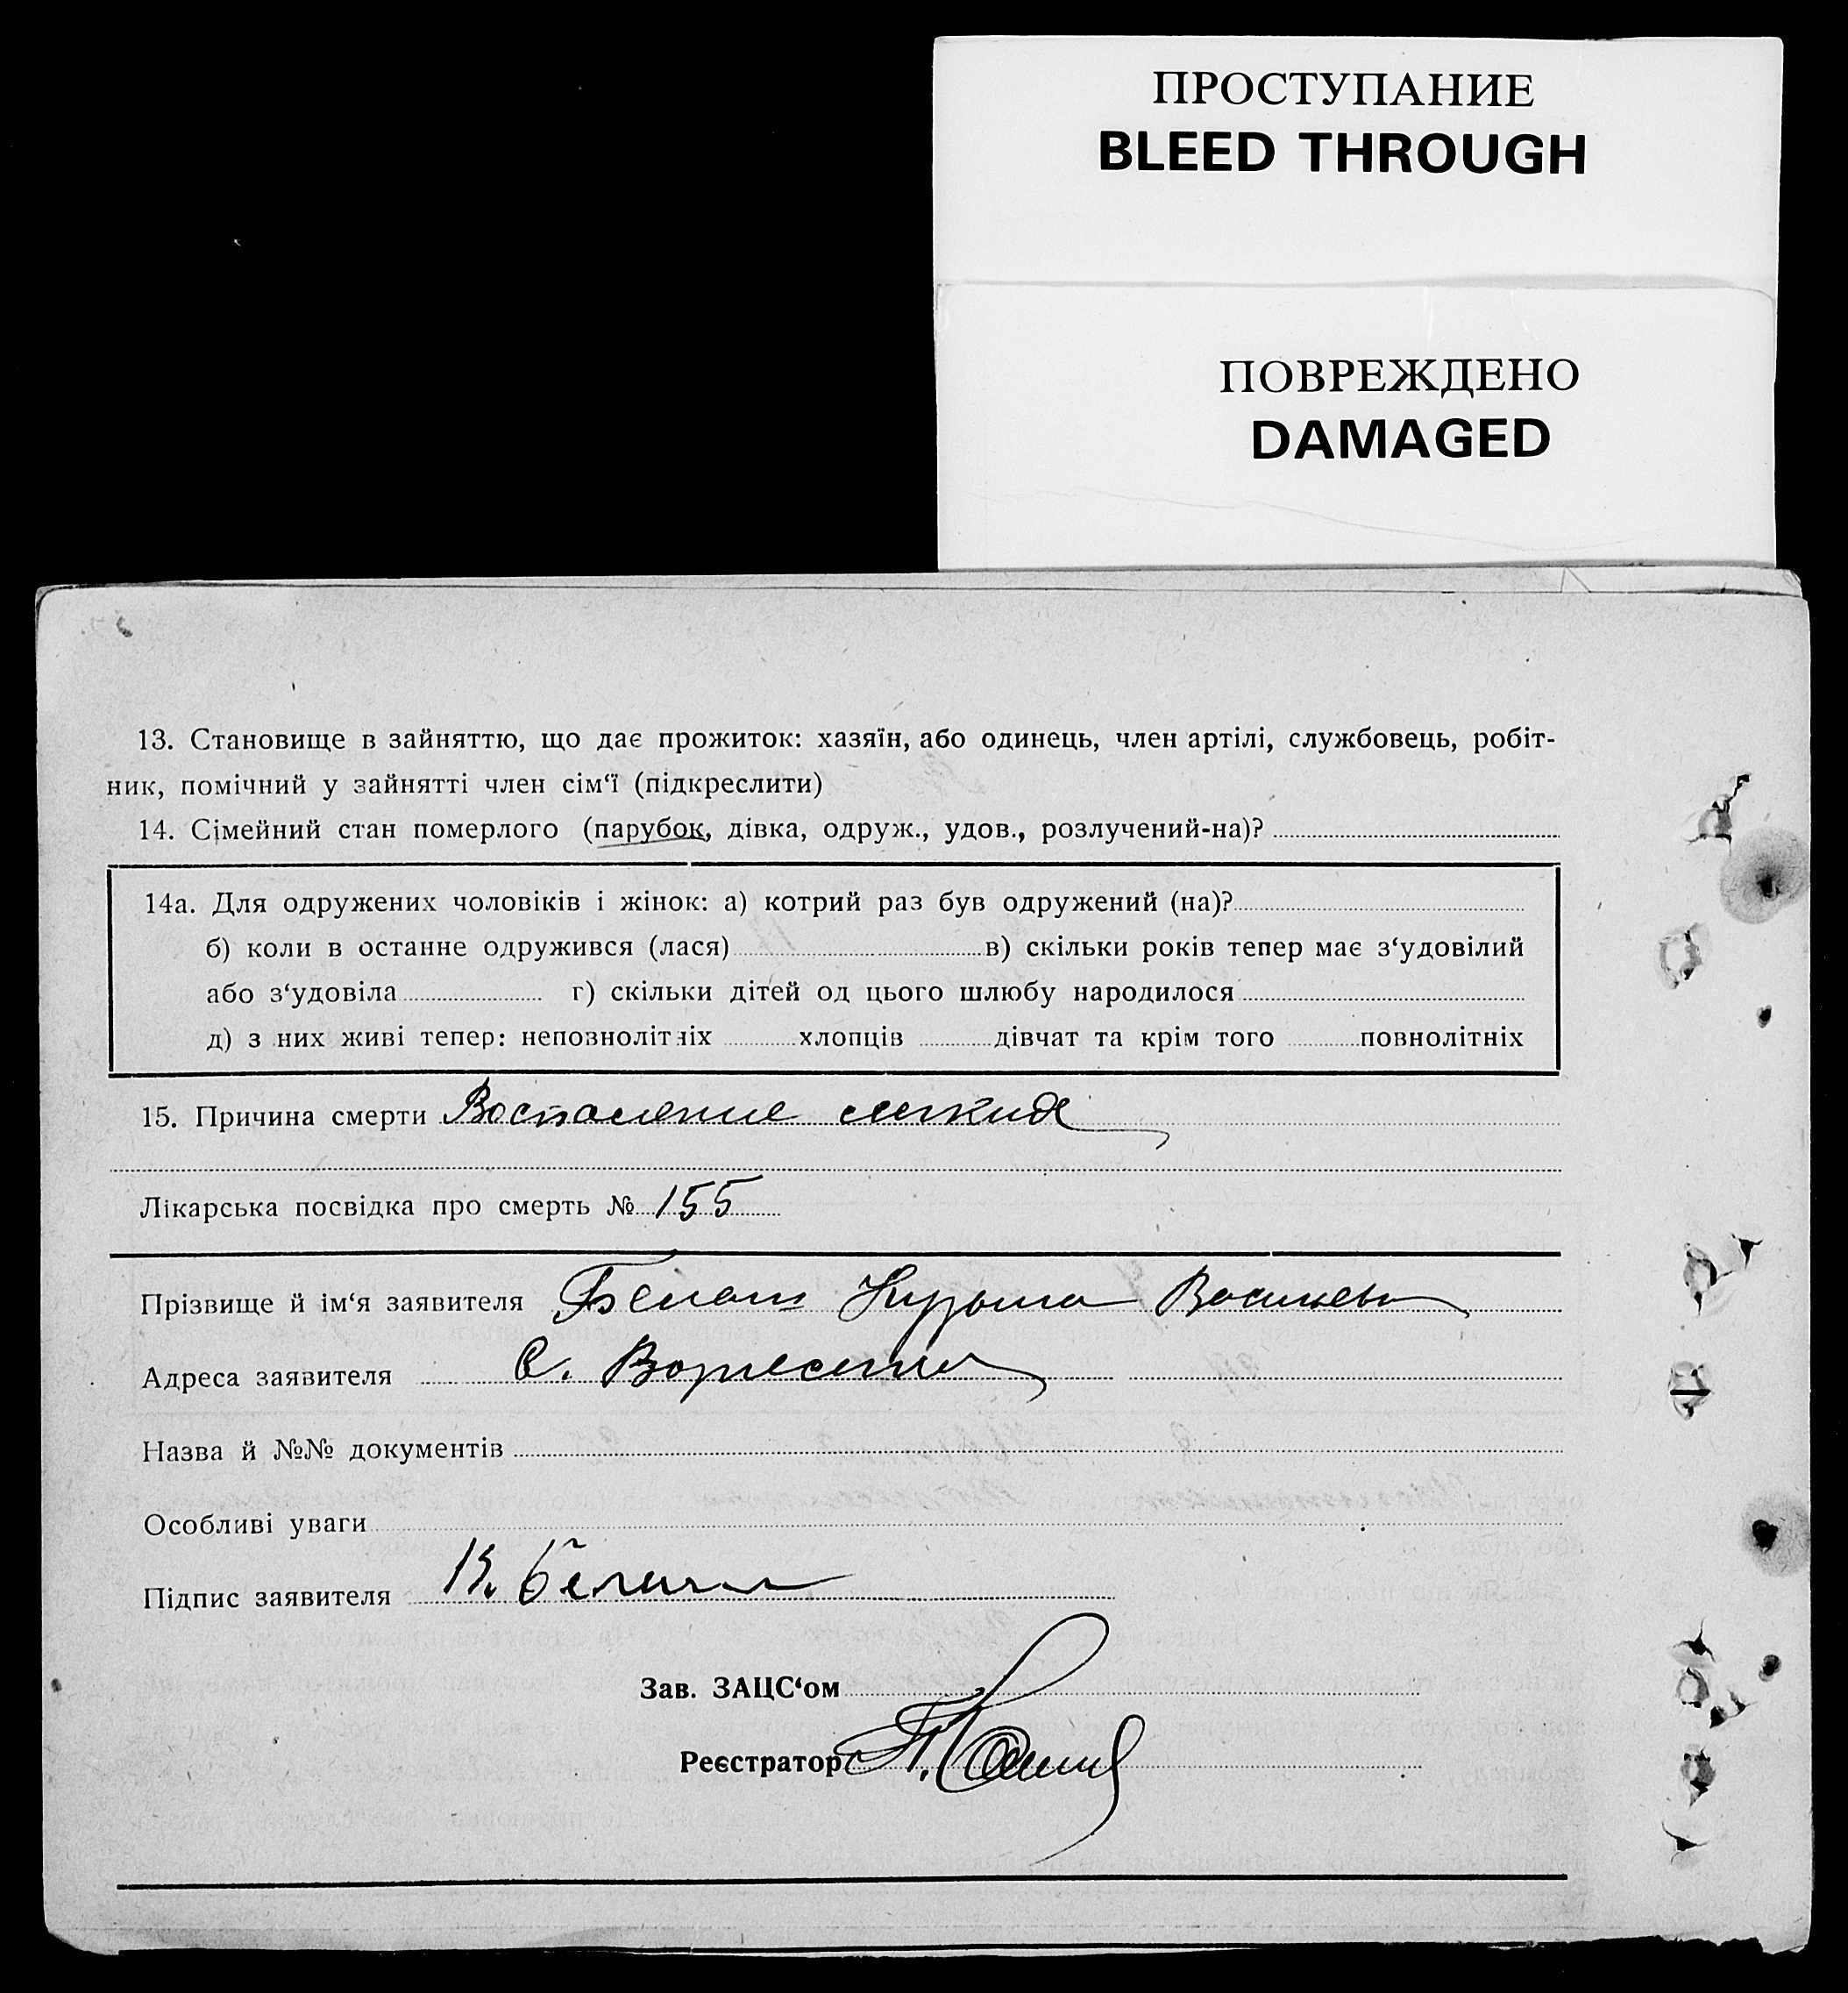 ПРОСТУПАНИЕ
BLEED THROUGH
ПОВРЕЖДЕНО
DAMAGED
13. Становище в зайняттю, що дає прожиток: хазяїн, або одинець, член артілі, службовець, робіт-
ник, помічний у зайнятті член сім‘ї (підкреслити)
14. Сімейний стан померлого (парубок, дівка, одруж., удов., розлучений-на)?
14а. Для одружених чоловіків і жінок: а) котрий раз був одружений (на)?
б) коли в останне одружився (лася) в) скільки років тепер має з‘удовілий
або з‘удовіла г) скільки дітей од цього шлюбу народилося
д) з них живі тепер: неповнолітніх хлопців дівчат та крім того повнолітніх
15. Причина смерти Воспаление легких
Лікарська посвідка про смерть № 155
Прізвище й ім‘я заявителя Кузьма Васильев
Адреса заявителя с.
Назва й №№ документів
Особливі уваги
Підпис заявителя К.
Зав. ЗАЦС‘ом
Реєстратор